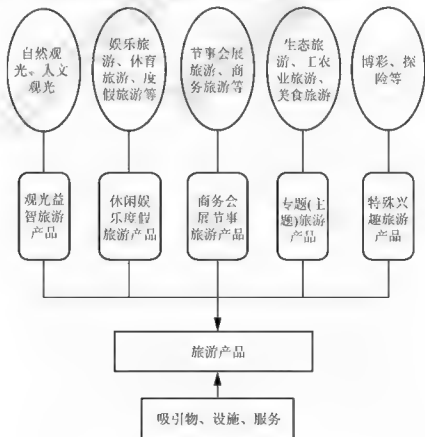 自然观
光、人文
观光
娱乐旅
游、体育
旅游、度
假旅游等
节事会展
旅游、商
务旅游等
生态旅
游、工农
业旅游、
美食旅游
博彩、探
险等
观光益
智旅游
产品
休闲娱
乐度假
旅游产品
商务会
展节事
旅游产品
专题(主
题)旅游
产品
特殊兴
趣旅游
产品
旅游产品
吸引物、设施、服务